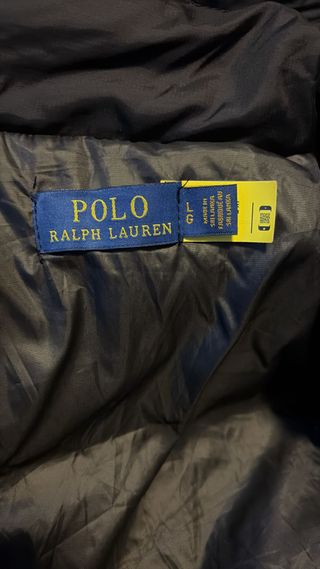 POLO
RALPH LAUREN
L
G
MADE IN
SRI LANKA
FABRIQUÉ AU
SRI LANKA